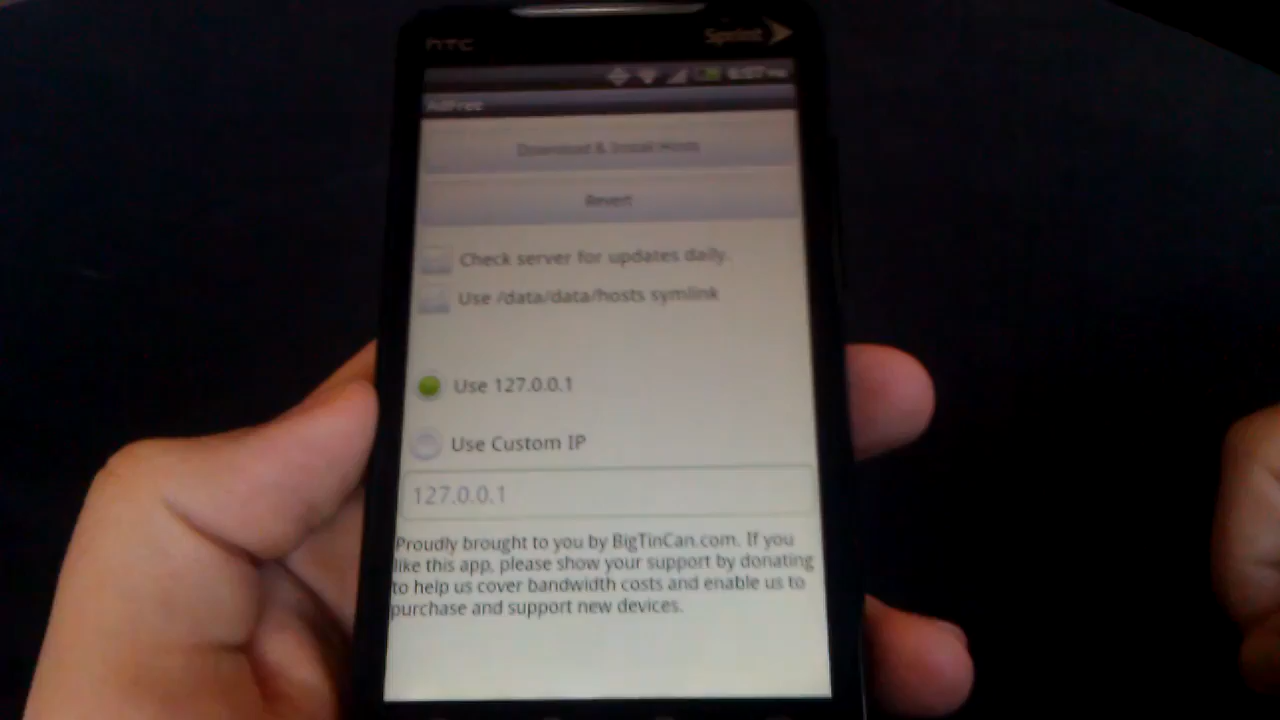 hTC
Sprint
AdFree
Download & Install Hosts
Revert
Check server for updates daily.
Use /data/data/hosts symlink
Use 127.0.0.1
Use Custom IP
127.0.0.1
Proudly brought to you by BigTinCan.com. If you
like this app, please show your support by donating
to help us cover bandwidth costs and enable us to
purchase and support new devices.